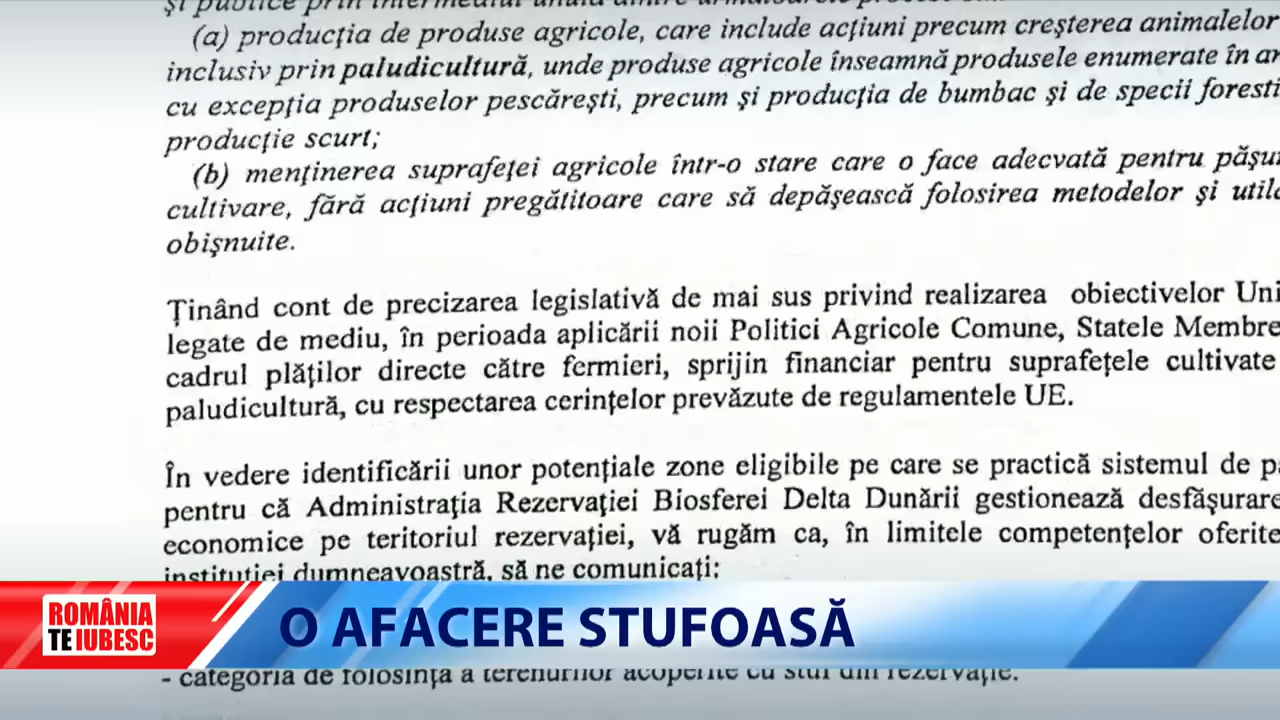 și publice prin intermediul
(a) producția de produse agricole, care include acțiuni precum creșterea animalelor
inclusiv prin paludicultură, unde produse agricole înseamnă produsele enumerate în
cu excepția produselor pescărești, precum și producția de bumbac și de specii foresti
producție scurt;
(b) menținerea suprafeței agricole într-o stare care o face adecvată pentru pășu
cultivare, fără acțiuni pregătitoare care să depășească folosirea metodelor și util
obișnuite.
Ținând cont de precizarea legislativă de mai sus privind realizarea obiectivelor Uni
legate de mediu, în perioada aplicării noii Politici Agricole Comune, Statele Membre
cadrul plăților directe către fermieri, sprijin financiar pentru suprafețele cultivate
paludicultură, cu respectarea cerințelor prevăzute de regulamentele UE.
În vedere identificării unor potențiale zone eligibile pe care se practică sistemul de p
pentru că Administrația Rezervației Biosferei Delta Dunării gestionează desfășurare
economice pe teritoriul rezervației, vă rugăm ca, în limitele competențelor oferite
instituției dumneavoastră, să ne comunicați:
ROMÂNIA
TE IUBESC
O AFACERE STUFOASĂ
- categoria de folosință a terenurilor acoperite cu stuf din rezervație.